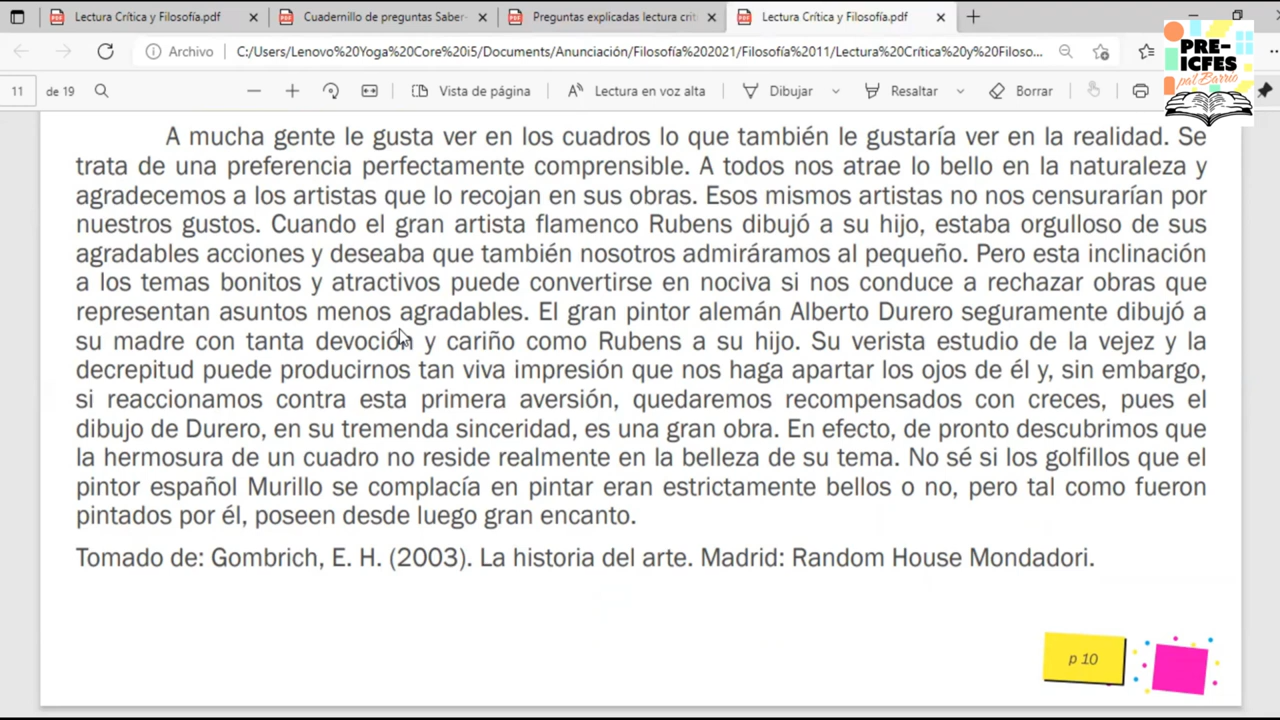 Lectura Crítica y Filosofía.pdf
Cuadernillo de preguntas Saber-
Preguntas explicadas lectura crit
Lectura Crítica y Filosofía.pdf
Archivo
C:/Users/Lenovo%20Yoga%20Core%20i5/Documents/Anunciación/Filosofía%202021/Filosofía%2011/Lectura%20Crítica%20y%20Filoso...
PRE-
ICFES
pa'l Barrio
11
de 19
Vista de página
Lectura en voz alta
Dibujar
Resaltar
Borrar
A mucha gente le gusta ver en los cuadros lo que también le gustaría ver en la realidad. Se
trata de una preferencia perfectamente comprensible. A todos nos atrae lo bello en la naturaleza y
agradecemos a los artistas que lo recojan en sus obras. Esos mismos artistas no nos censurarían por
nuestros gustos. Cuando el gran artista flamenco Rubens dibujó a su hijo, estaba orgulloso de sus
agradables acciones y deseaba que también nosotros admiráramos al pequeño. Pero esta inclinación
a los temas bonitos y atractivos puede convertirse en nociva si nos conduce a rechazar obras que
representan asuntos menos agradables. El gran pintor alemán Alberto Durero seguramente dibujó a
su madre con tanta devoción y cariño como Rubens a su hijo. Su verista estudio de la vejez y la
decrepitud puede producirnos tan viva impresión que nos haga apartar los ojos de él y, sin embargo,
si reaccionamos contra esta primera aversión, quedaremos recompensados con creces, pues el
dibujo de Durero, en su tremenda sinceridad, es una gran obra. En efecto, de pronto descubrimos que
la hermosura de un cuadro no reside realmente en la belleza de su tema. No sé si los golfillos que el
pintor español Murillo se complacía en pintar eran estrictamente bellos o no, pero tal como fueron
pintados por él, poseen desde luego gran encanto.
Tomado de: Gombrich, E. H. (2003). La historia del arte. Madrid: Random House Mondadori.
p 10